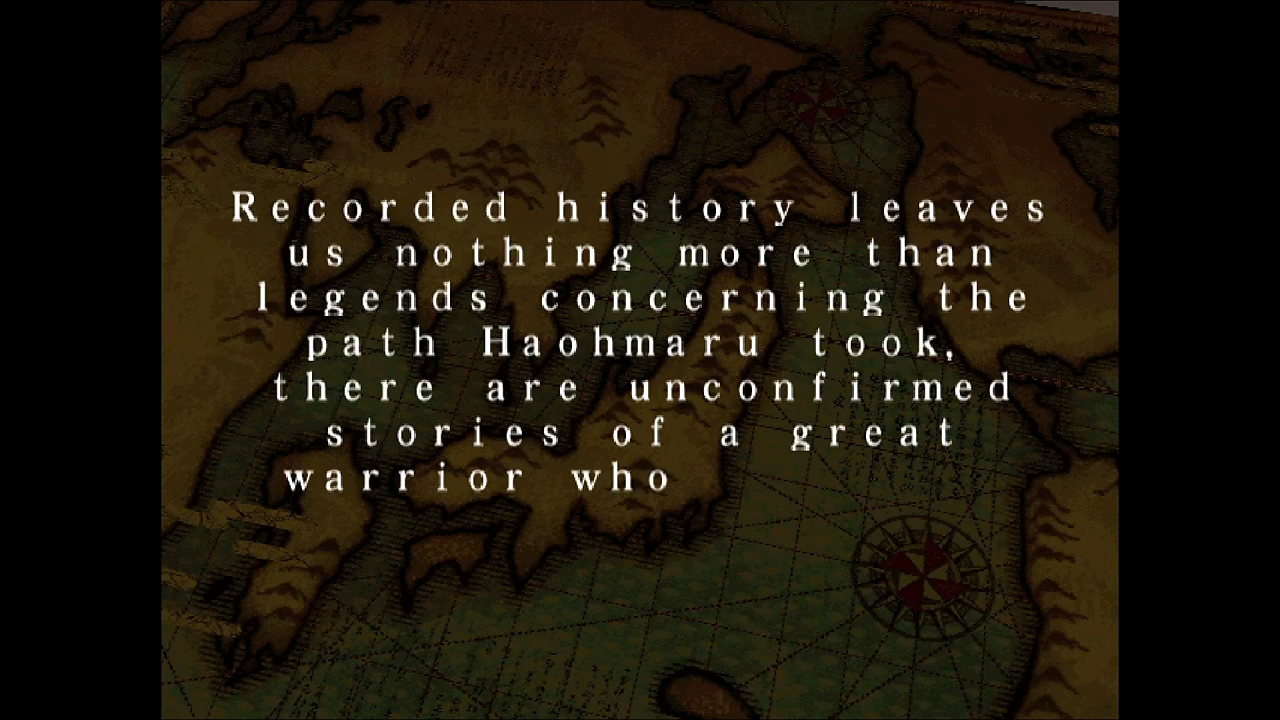 Recorded history leaves
us nothing more than
legends concerning the
path Haohmaru took,
there are unconfirmed
stories of a great
warrior who